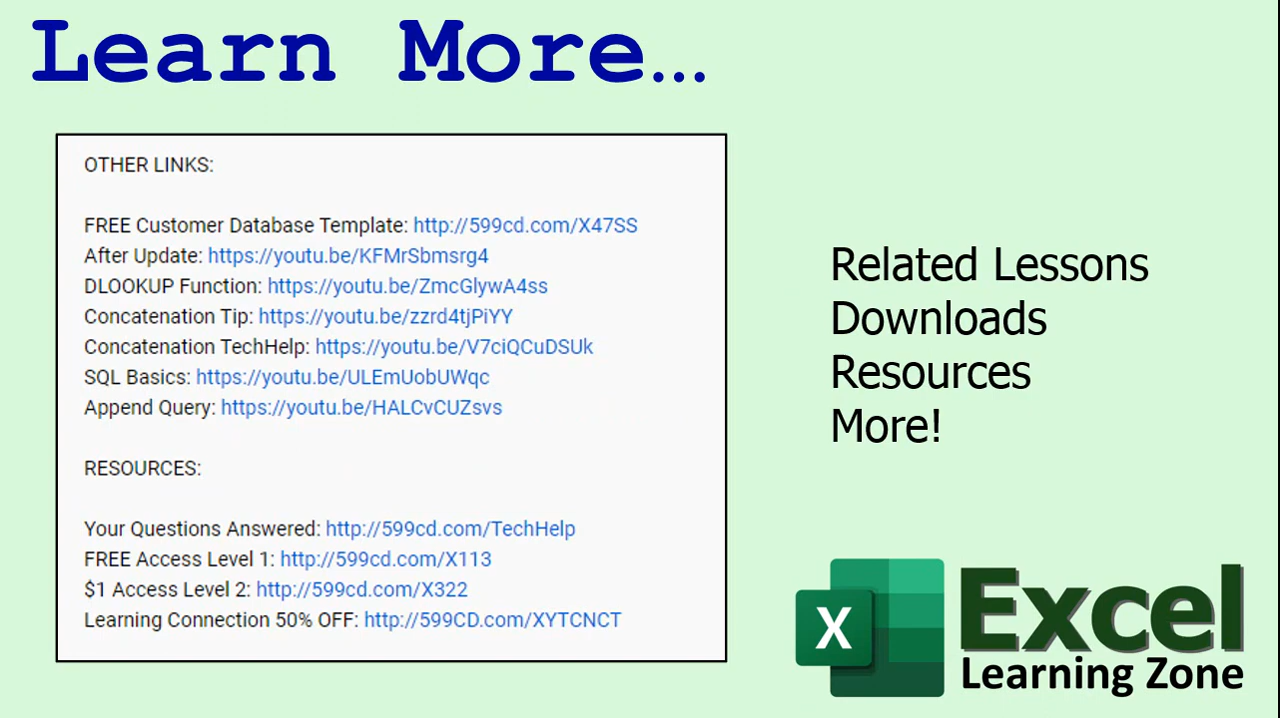 Learn More...
OTHER LINKS:
FREE Customer Database Template: http://599cd.com/X47SS
After Update: https://youtu.be/KFMrSbmsrg4
DLOOKUP Function: https://youtu.be/ZmcGlywA4ss
Concatenation Tip: https://youtu.be/zzrd4tjPiYY
Concatenation TechHelp: https://youtu.be/V7ciQCuDSUk
SQL Basics: https://youtu.be/ULEmUobUWqc
Append Query: https://youtu.be/HALCvCUZsvs
RESOURCES:
Your Questions Answered: http://599cd.com/TechHelp
FREE Access Level 1: http://599cd.com/X113
$1 Access Level 2: http://599cd.com/X322
Learning Connection 50% OFF: http://599CD.com/XYTCNCT
Related Lessons
Downloads
Resources
More!
X
Excel
Learning Zone